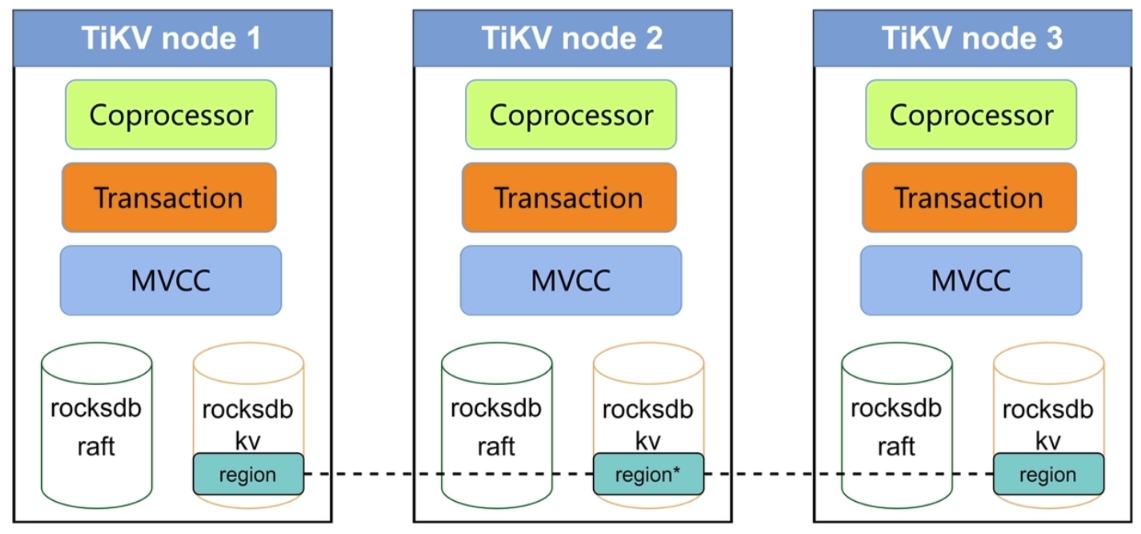 TiKV node 1
Coprocessor
Transaction
MVCC
rocksdb
raft
rocksdb
kv
region
TiKV node 2
Coprocessor
Transaction
MVCC
rocksdb
raft
rocksdb
kv
region*
TiKV node 3
Coprocessor
Transaction
MVCC
rocksdb
raft
rocksdb
kv
region